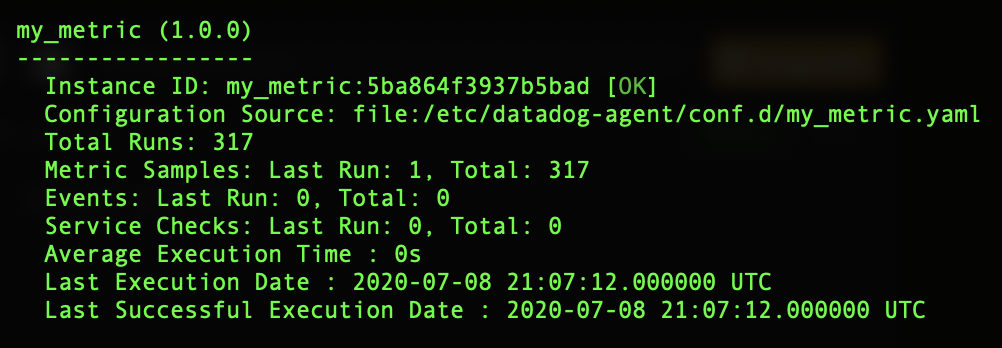 my_metric (1.0.0)
-----------------
Instance ID: my_metric:5ba864f3937b5bad [OK]
Configuration Source: file:/etc/datadog-agent/conf.d/my_metric.yaml
Total Runs: 317
Metric Samples: Last Run: 1, Total: 317
Events: Last Run: 0, Total: 0
Service Checks: Last Run: 0, Total: 0
Average Execution Time : 0s
Last Execution Date : 2020-07-08 21:07:12.000000 UTC
Last Successful Execution Date : 2020-07-08 21:07:12.000000 UTC